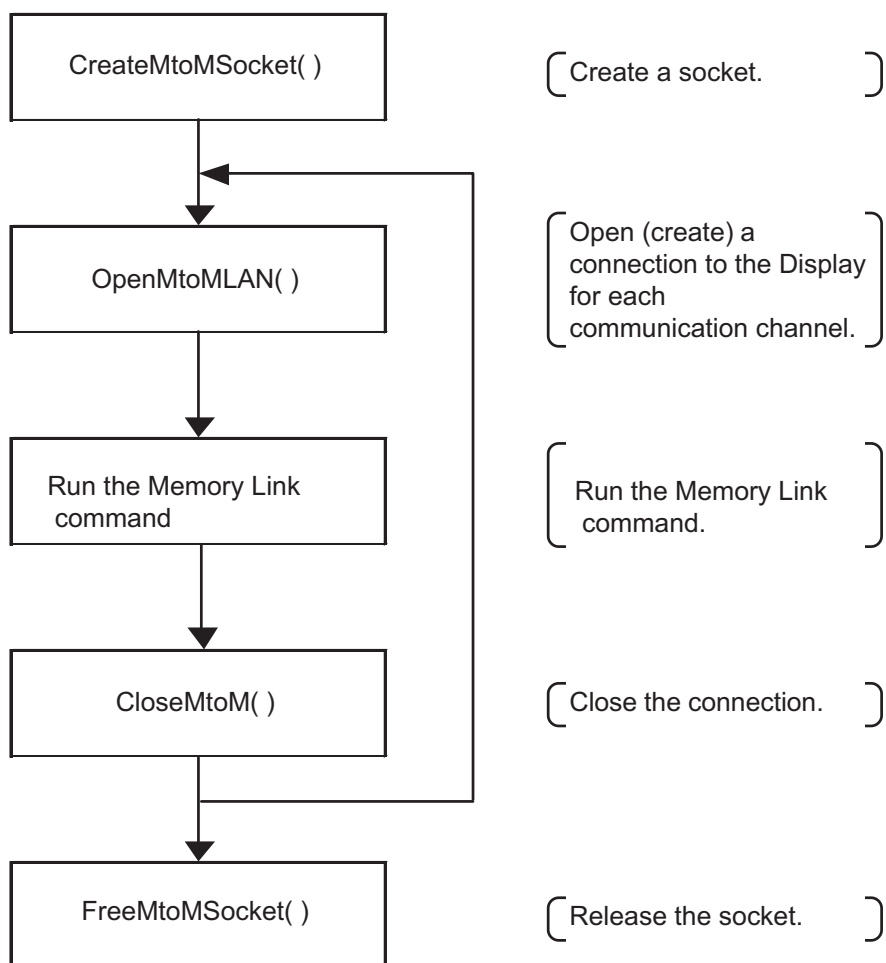 CreateMtoMSocket( )
Create a socket.
OpenMtoMLAN( )
Open (create) a
connection to the Display
for each
communication channel.
Run the Memory Link
command
Run the Memory Link
command.
CloseMtoM( )
Close the connection.
FreeMtoMSocket( )
Release the socket.